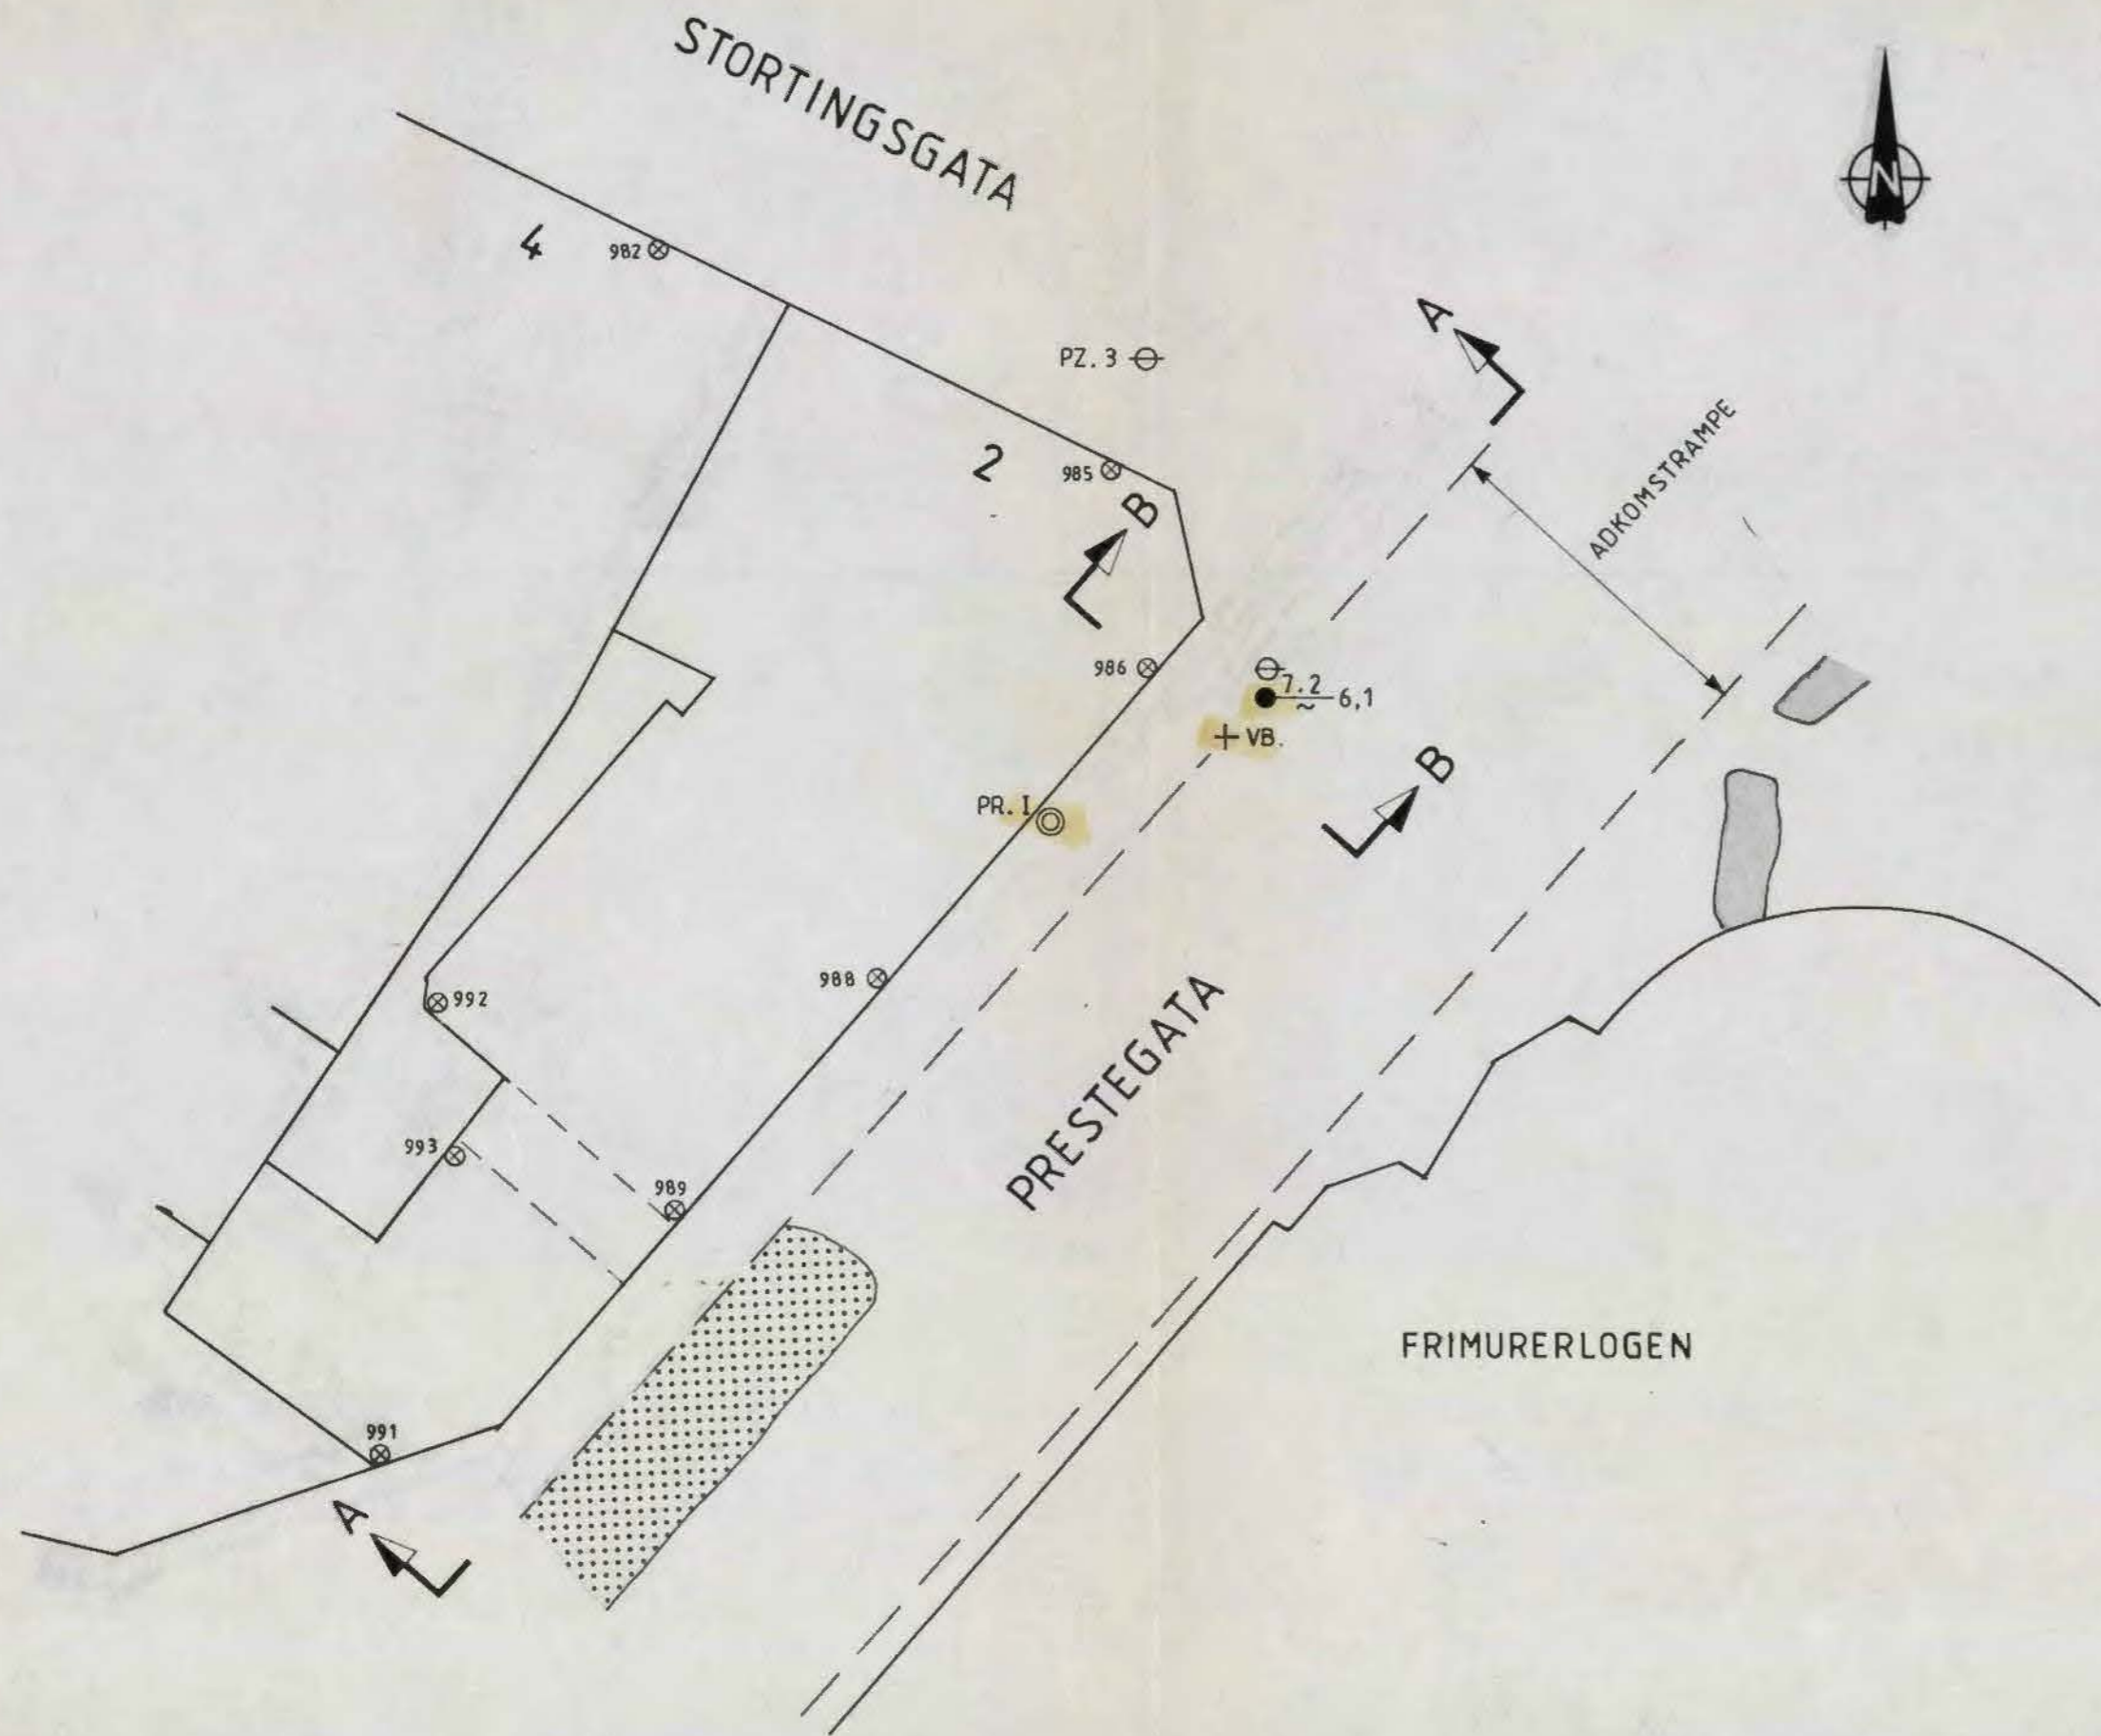 STORTINGSGATA
N
4
982
PZ. 3
A
ADKOMSTRAMPE
2
985
B
986
7.2
~ 6,1
VB.
B
PR. I
988
992
PRESTEGATA
993
989
FRIMURERLOGEN
991
A